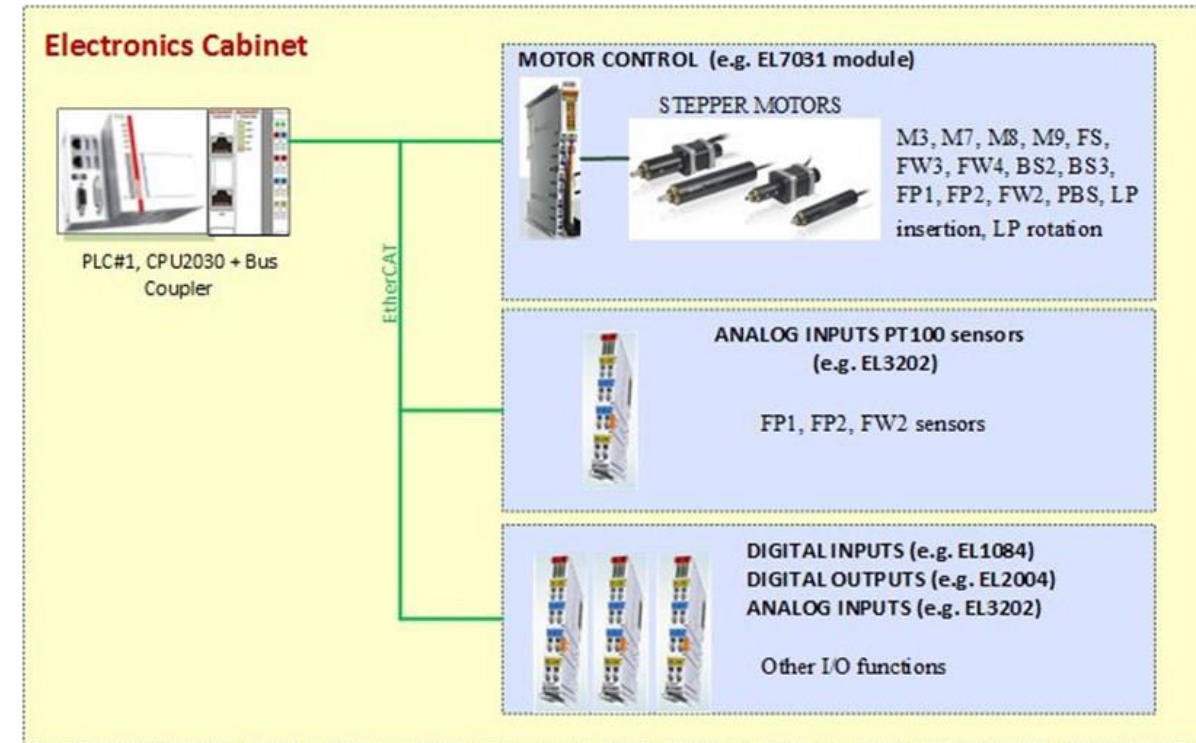 Electronics Cabinet
PLC#1, CPU2030 + Bus
Coupler
EtherCAT
MOTOR CONTROL (e.g. EL7031 module)
STEPPER MOTORS
M3, M7, M8, M9, FS,
FW3, FW4, BS2, BS3,
FP1, FP2, FW2, PBS, LP
insertion, LP rotation
ANALOG INPUTS PT100 sensors
(e.g. EL3202)
FP1, FP2, FW2 sensors
DIGITAL INPUTS (e.g. EL1084)
DIGITAL OUTPUTS (e.g. EL2004)
ANALOG INPUTS (e.g. EL3202)
Other I/O functions